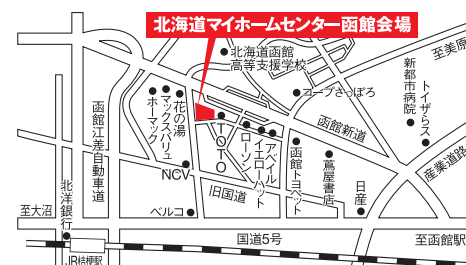 北海道マイホームセンター函館会場
北海道函館
高等支援学校
至美原
コープさっぽろ
新都市病院
トイザらス
函館江差自動車道
ホーマック
マックスバリュ
花の湯
TOTO
ローソン
イエローハット
アベイル
函館新道
函館トヨペット
蔦屋書店
日産
産業道路
NCV
旧国道
ベルコ
至大沼
北洋銀行
国道5号
至函館駅
JR桔梗駅